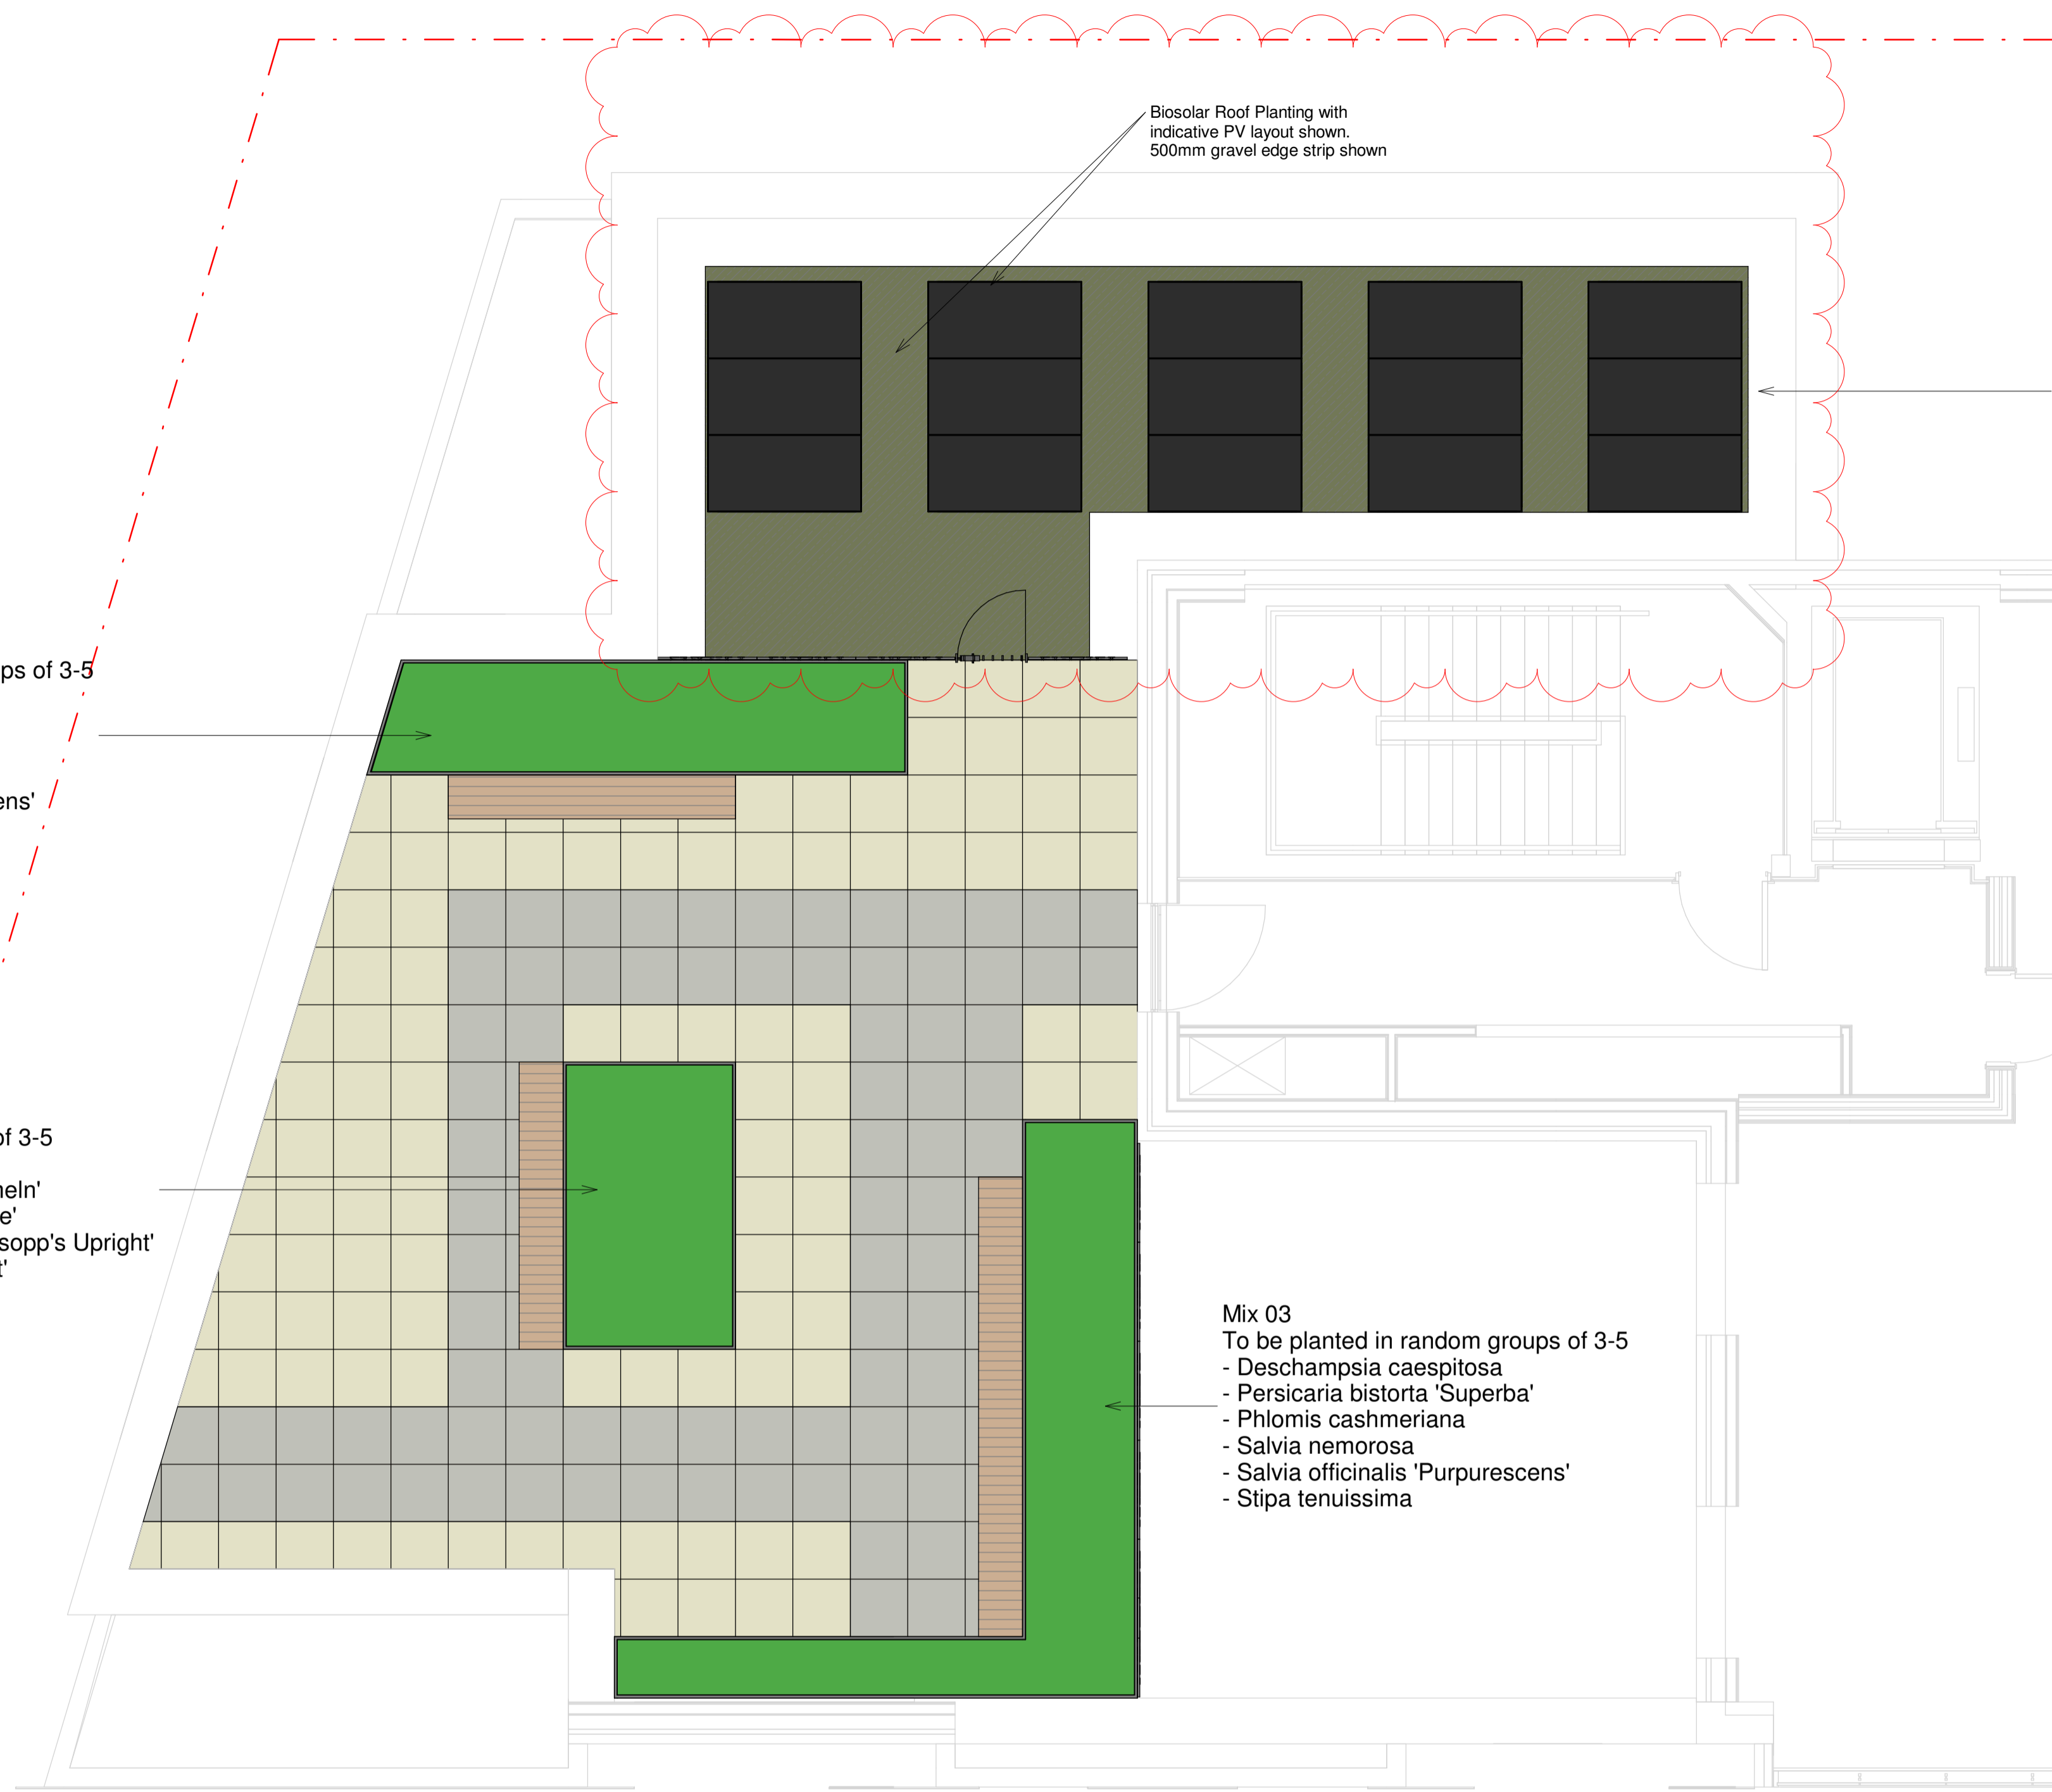 Biosolar Roof Planting with
indicative PV layout shown.
500mm gravel edge strip shown
ps of 3-5
ens'
of 3-5
neln'
e'
sopp's Upright'
t'
Mix 03
To be planted in random groups of 3-5
- Deschampsia caespitosa
- Persicaria bistorta 'Superba'
- Phlomis cashmeriana
- Salvia nemorosa
- Salvia officinalis 'Purpurescens'
- Stipa tenuissima